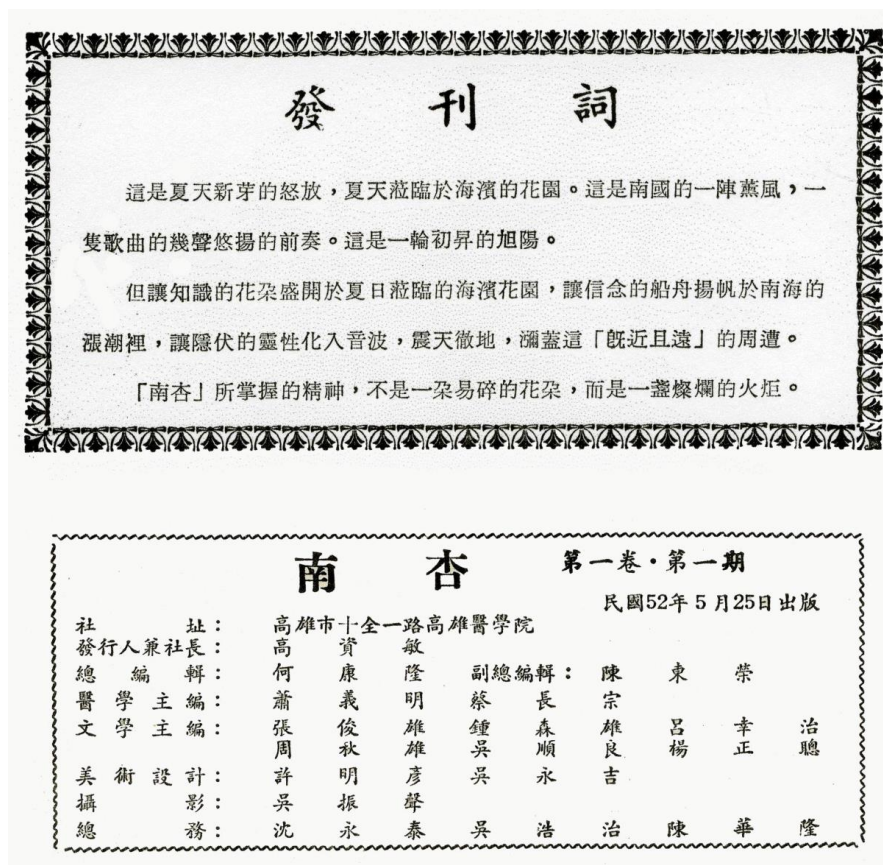 發刊詞
這是夏天新芽的怒放，夏天蒞臨於海濱的花園。這是南國的一陣薰風，一
隻歌曲的幾聲悠揚的前奏。這是一輪初昇的旭陽。
但讓知識的花朶盛開於夏日蒞臨的海濱花園，讓信念的船舟揚帆於南海的
漲潮裡，讓隱伏的靈性化入音波，震天徹地，瀰蓋這「旣近且遠」的周遭。
「南杏」所掌握的精神，不是一朶易碎的花朶，而是一盞燦爛的火炬。
南杏 第一卷·第一期
民國52年5月25日出版
社址：高雄市十全一路高雄醫學院
發行人兼社長：高資敏
總編輯：何康隆 副總編輯：陳東榮
醫學主編：蕭義明 蔡長宗
文學主編：張俊雄 鍾森雄 呂幸治
周秋雄 吳順良 楊正聰
美術設計：許明彥 吳永吉
攝影：吳振聲
總務：沈永泰 吳浩治 陳華隆